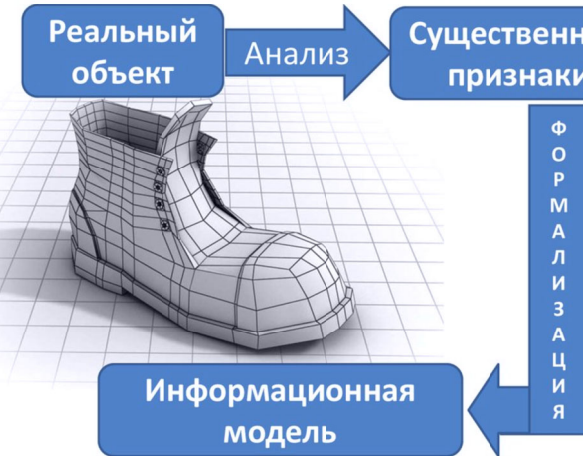 Реальный
объект
Анализ
Существенн
признаки
ФОРМАЛИЗАЦИЯ
Информационная
модель